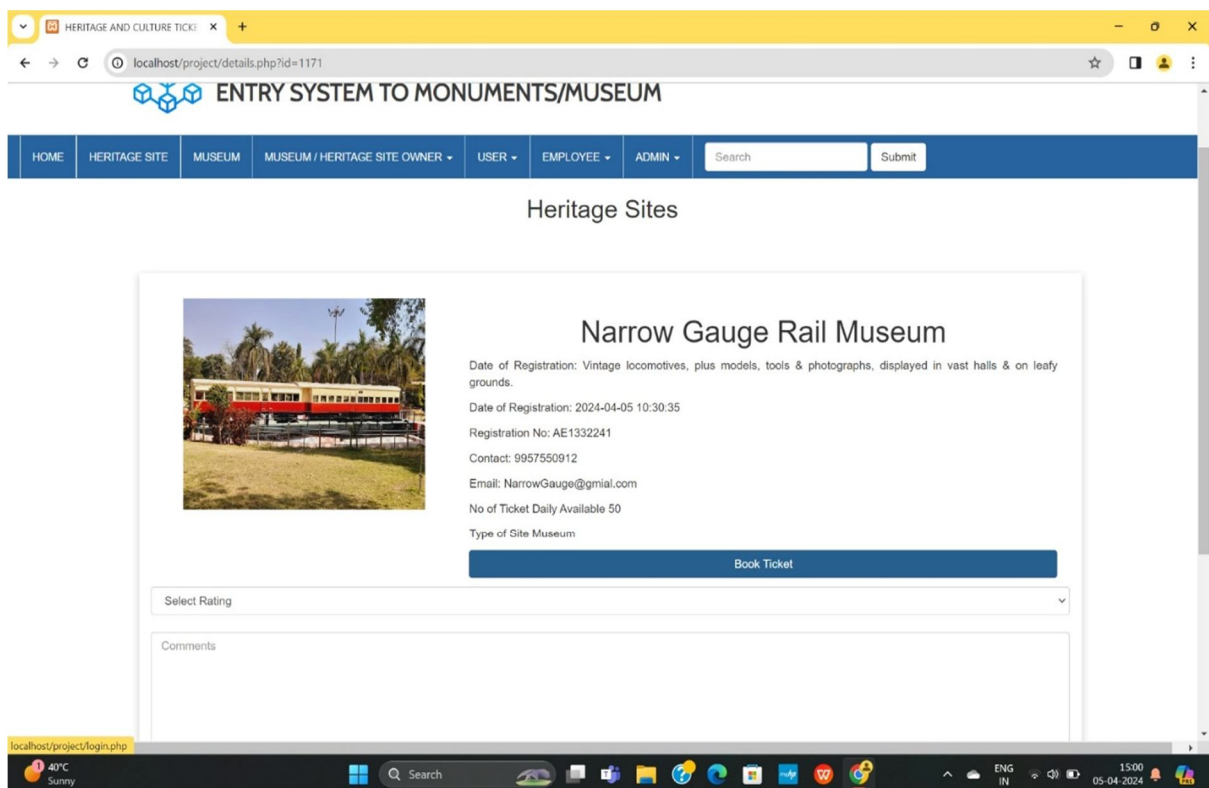 HERITAGE AND CULTURE TICKE
localhost/project/details.php?id=1171
ENTRY SYSTEM TO MONUMENTS/MUSEUM
HOME HERITAGE SITE MUSEUM MUSEUM / HERITAGE SITE OWNER USER EMPLOYEE ADMIN Search Submit
Heritage Sites
Narrow Gauge Rail Museum
Date of Registration: Vintage locomotives, plus models, tools & photographs, displayed in vast halls & on leafy
grounds.
Date of Registration: 2024-04-05 10:30:35
Registration No: AE1332241
Contact: 9957550912
Email: NarrowGauge@gmial.com
No of Ticket Daily Available 50
Type of Site Museum
Book Ticket
Select Rating
Comments
localhost/project/login.php
1 40°C
Sunny
Search
ENG
IN
15:00
05-04-2024